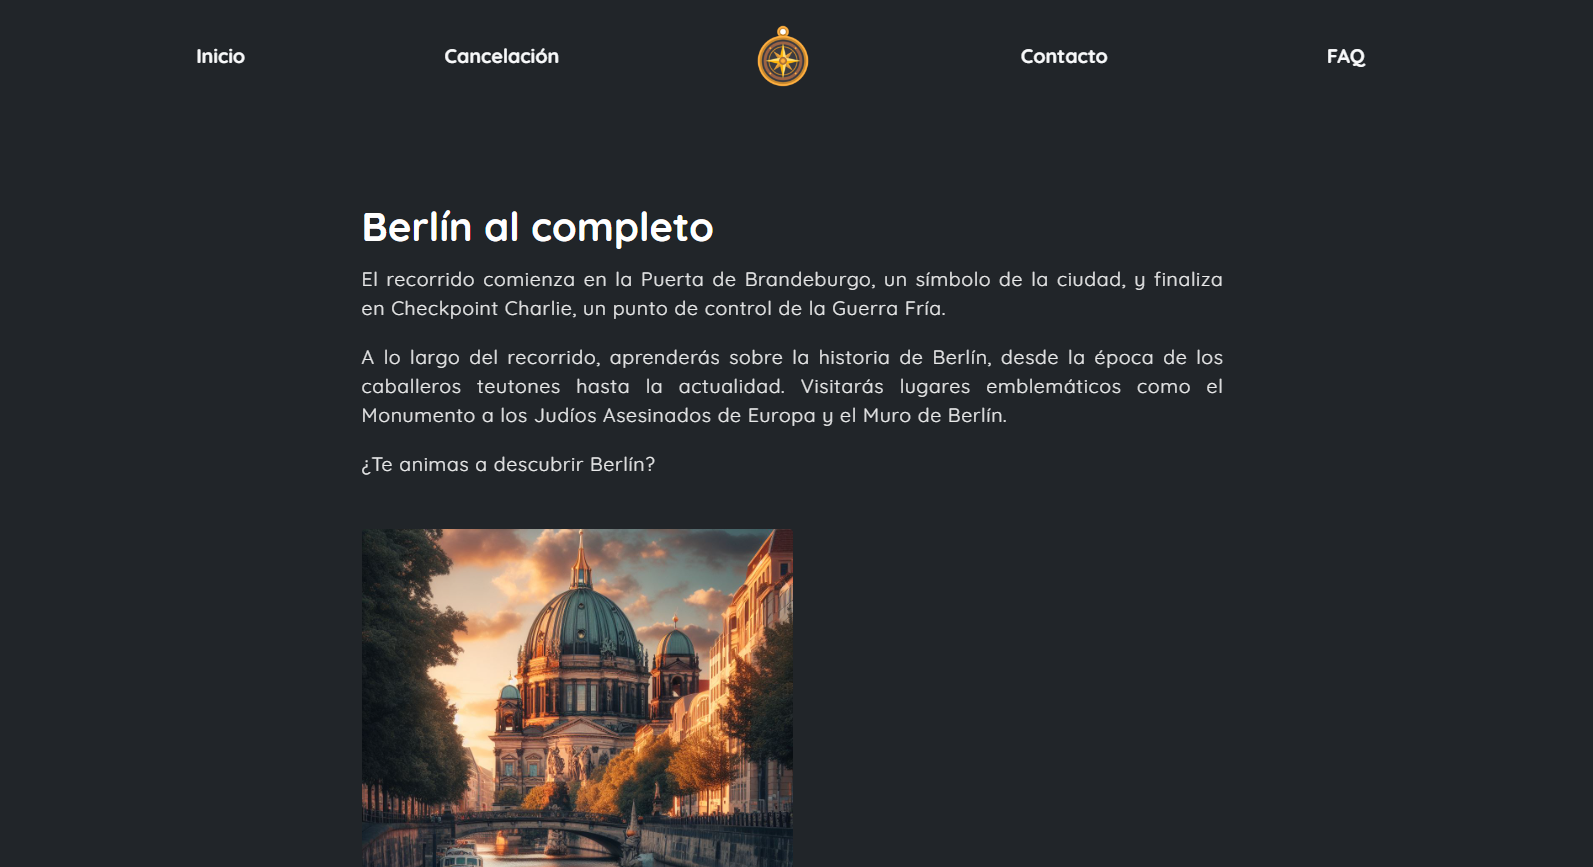 Inicio
Cancelación
Contacto
FAQ
Berlín al completo
El recorrido comienza en la Puerta de Brandeburgo, un símbolo de la ciudad, y finaliza
en Checkpoint Charlie, un punto de control de la Guerra Fría.
A lo largo del recorrido, aprenderás sobre la historia de Berlín, desde la época de los
caballeros teutones hasta la actualidad. Visitarás lugares emblemáticos como el
Monumento a los Judíos Asesinados de Europa y el Muro de Berlín.
¿Te animas a descubrir Berlín?